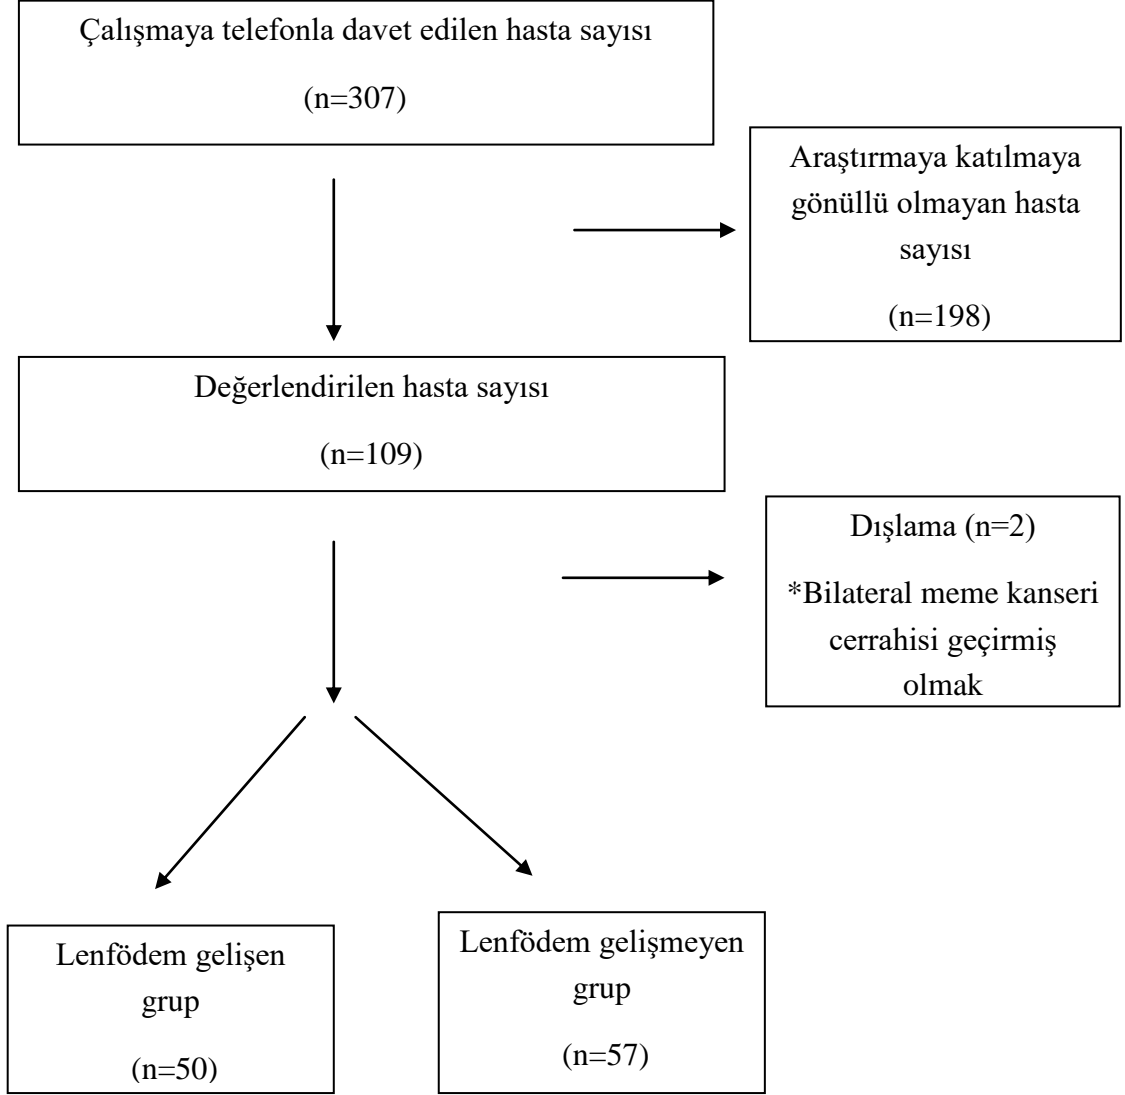 Çalışmaya telefonla davet edilen hasta sayısı
(n=307)
Araştırmaya katılmaya
gönüllü olmayan hasta
sayısı
(n=198)
Değerlendirilen hasta sayısı
(n=109)
Dışlama (n=2)
*Bilateral meme kanseri
cerrahisi geçirmiş
olmak
Lenfödem gelişen
grup
(n=50)
Lenfödem gelişmeyen
grup
(n=57)